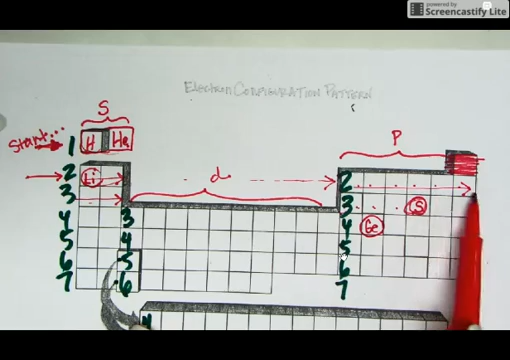 powered by
Screencastify Lite
ELECTRON CONFIGURATION PATTERN
S
Start...
1 H He
P
2 Li
d
2
3
3 S
4
3
4 Ge
5
4
5
6
5
6
7
6
7
4